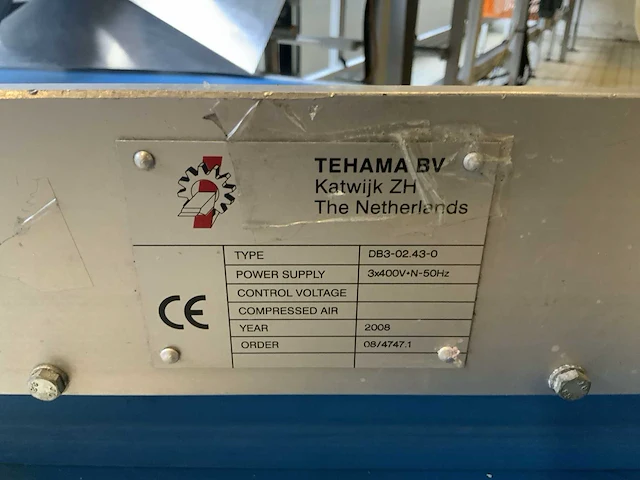 TEHAMA BV
Katwijk ZH
The Netherlands
TYPE DB3-02.43-0
POWER SUPPLY 3x400V•N-50Hz
CONTROL VOLTAGE
COMPRESSED AIR
YEAR 2008
ORDER 08/4747.1
CE